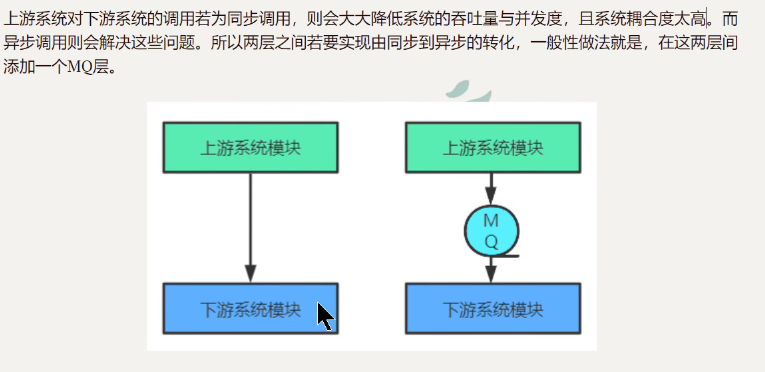 上游系统对下游系统的调用若为同步调用，则会大大降低系统的吞吐量与并发度，且系统耦合度太高。而
异步调用则会解决这些问题。所以两层之间若要实现由同步到异步的转化，一般性做法就是，在这两层间
添加一个MQ层。
上游系统模块
上游系统模块
M
Q
下游系统模块
下游系统模块